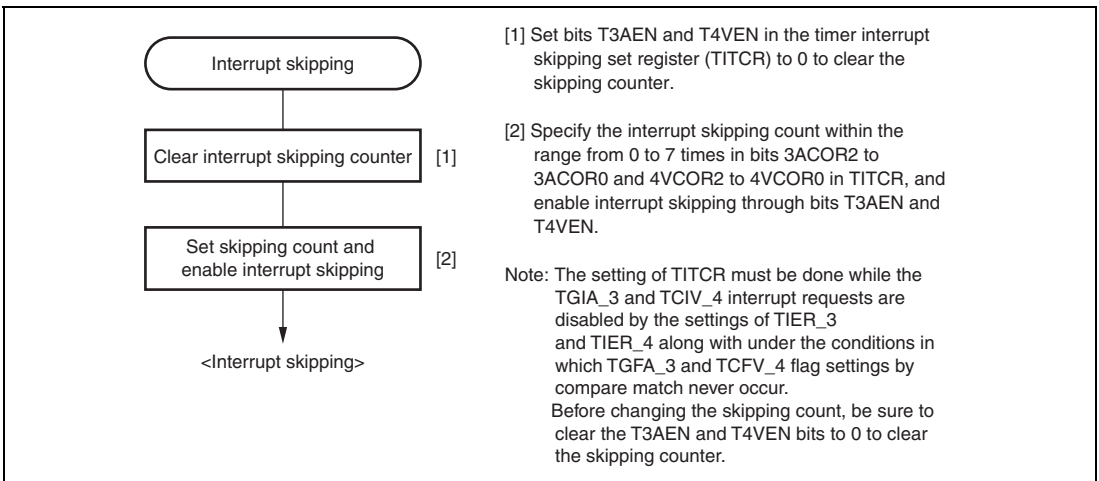 Interrupt skipping
Clear interrupt skipping counter [1]
Set skipping count and
enable interrupt skipping [2]
<Interrupt skipping>
[1] Set bits T3AEN and T4VEN in the timer interrupt
skipping set register (TITCR) to 0 to clear the
skipping counter.
[2] Specify the interrupt skipping count within the
range from 0 to 7 times in bits 3ACOR2 to
3ACOR0 and 4VCOR2 to 4VCOR0 in TITCR, and
enable interrupt skipping through bits T3AEN and
T4VEN.
Note: The setting of TITCR must be done while the
TGIA_3 and TCIV_4 interrupt requests are
disabled by the settings of TIER_3
and TIER_4 along with under the conditions in
which TGFA_3 and TCFV_4 flag settings by
compare match never occur.
Before changing the skipping count, be sure to
clear the T3AEN and T4VEN bits to 0 to clear
the skipping counter.